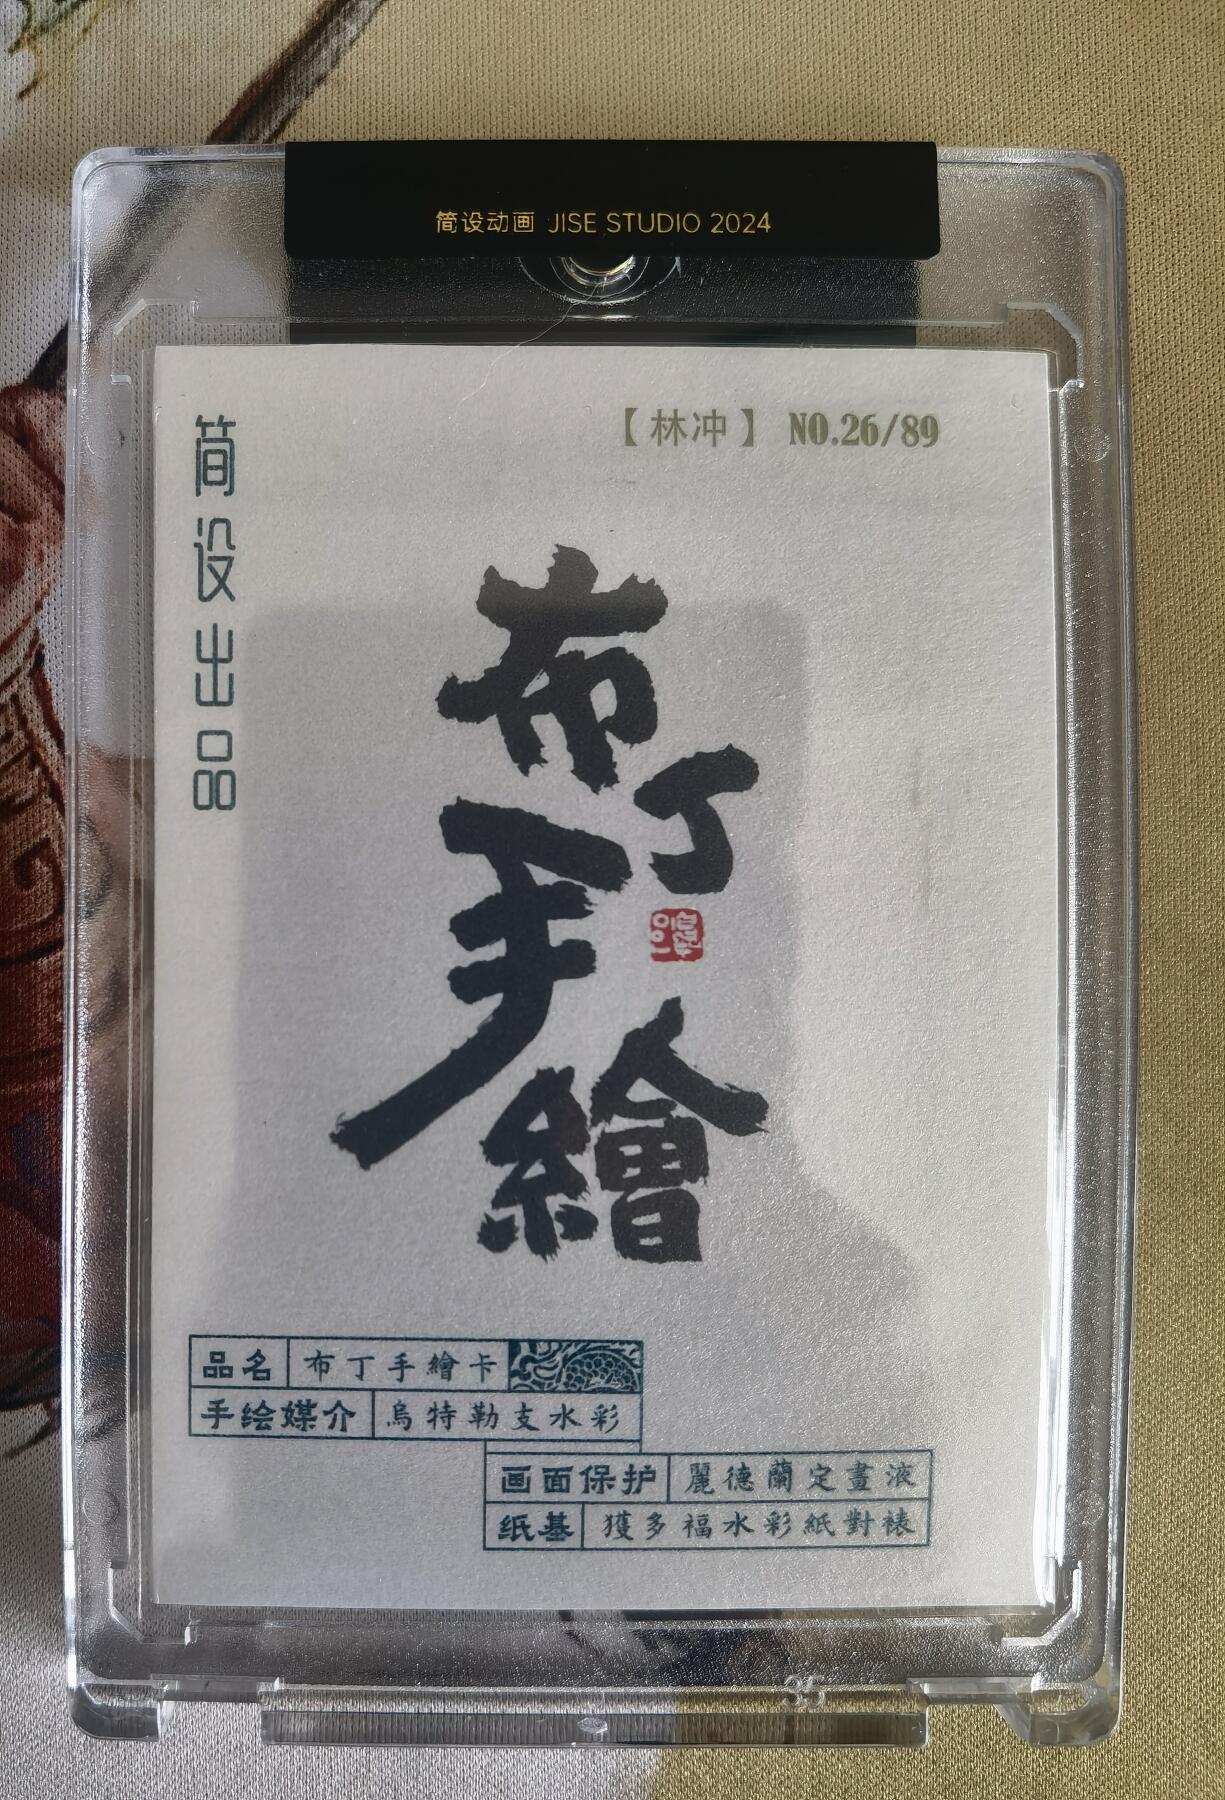 简设动画 JISE STUDIO 2024
【林冲】 NO.26/89
简设出品
布丁
手繪
品名 布丁手繪卡
手绘媒介 烏特勒支水彩
画面保护 麗德蘭定畫液
纸基 獲多福水彩紙對裱
35